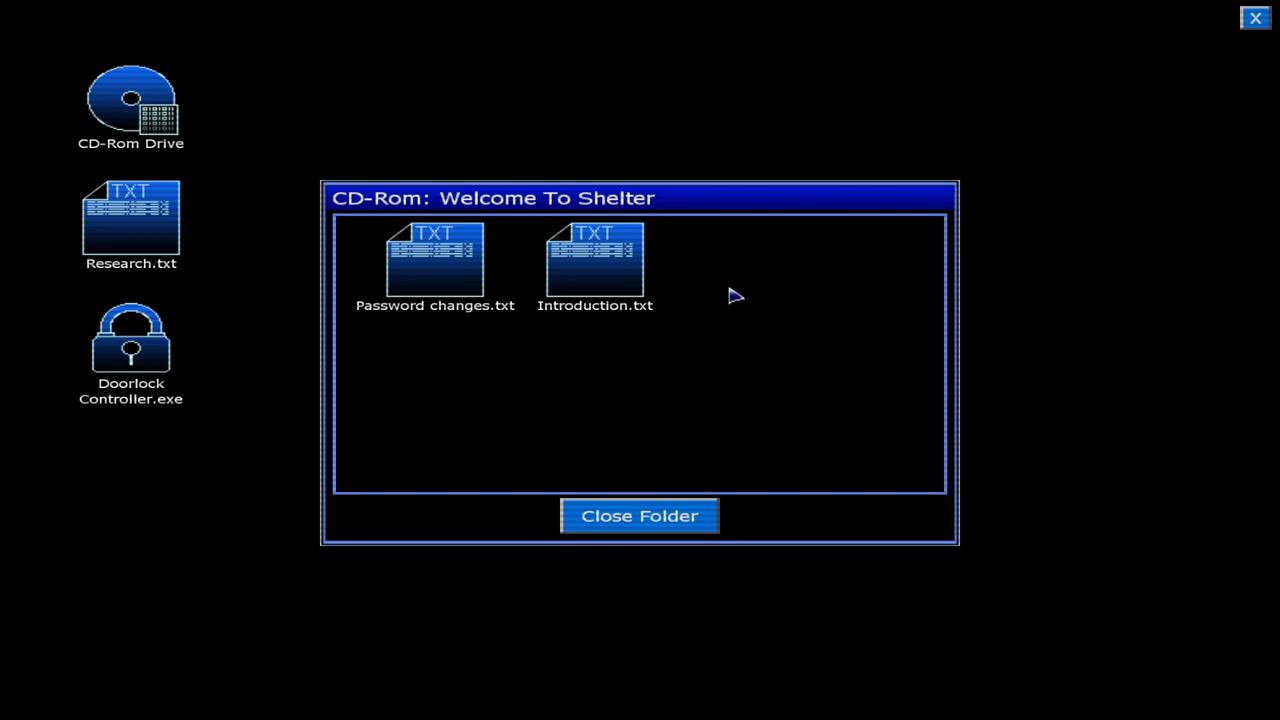 X
CD-Rom Drive
TXT
Research.txt
Doorlock
Controller.exe
CD-Rom: Welcome To Shelter
TXT
Password changes.txt
TXT
Introduction.txt
Close Folder